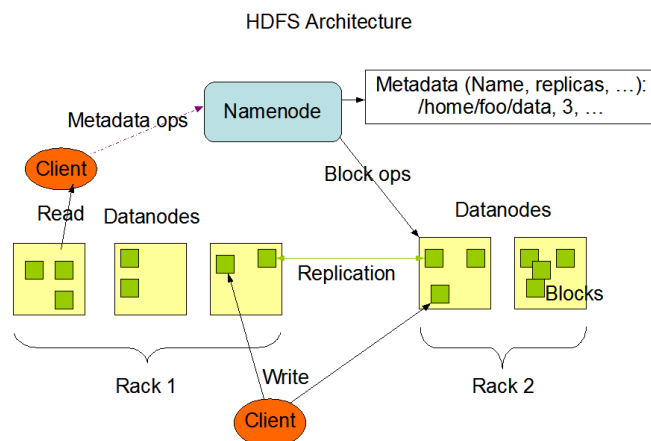 HDFS Architecture
Metadata (Name, replicas, …):
/home/foo/data, 3, …
Namenode
Metadata ops
Client
Block ops
Read
Datanodes
Datanodes
Replication
Blocks
Rack 1
Write
Rack 2
Client